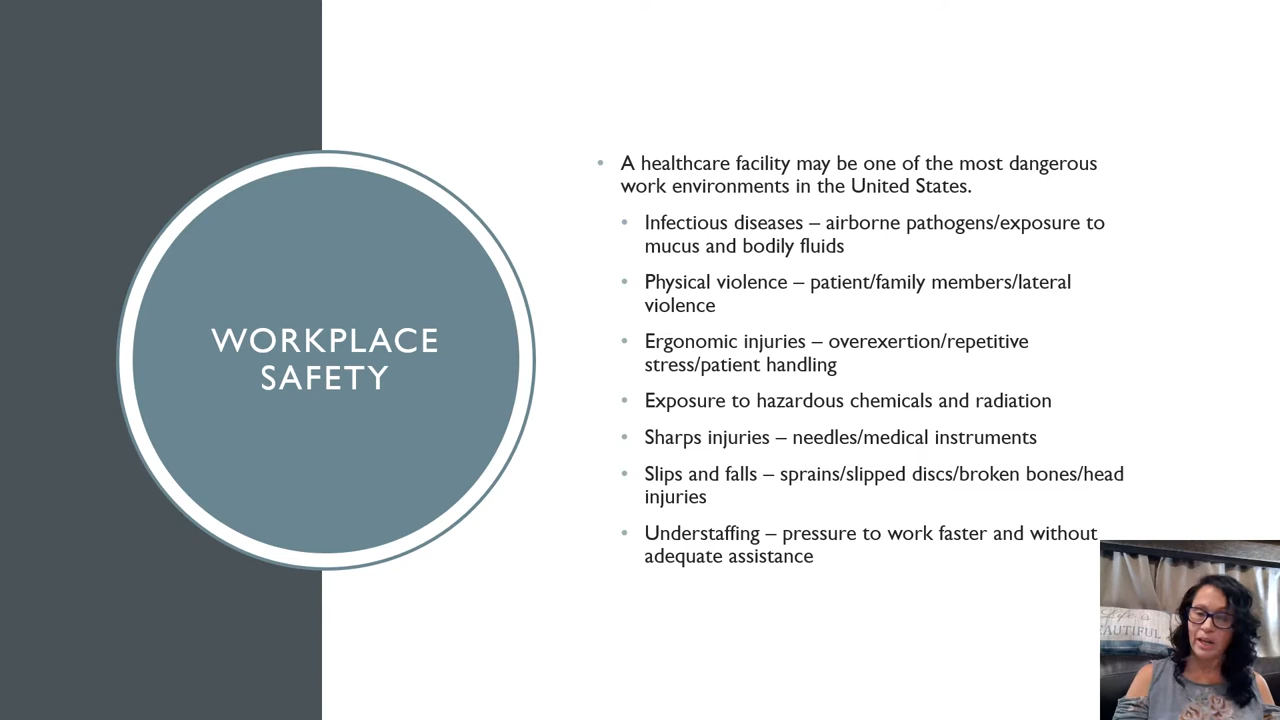 WORKPLACE
SAFETY
• A healthcare facility may be one of the most dangerous
work environments in the United States.
• Infectious diseases – airborne pathogens/exposure to
mucus and bodily fluids
• Physical violence – patient/family members/lateral
violence
• Ergonomic injuries – overexertion/repetitive
stress/patient handling
• Exposure to hazardous chemicals and radiation
• Sharps injuries – needles/medical instruments
• Slips and falls – sprains/slipped discs/broken bones/head
injuries
• Understaffing – pressure to work faster and without
adequate assistance
Life is
EAUTIFUL